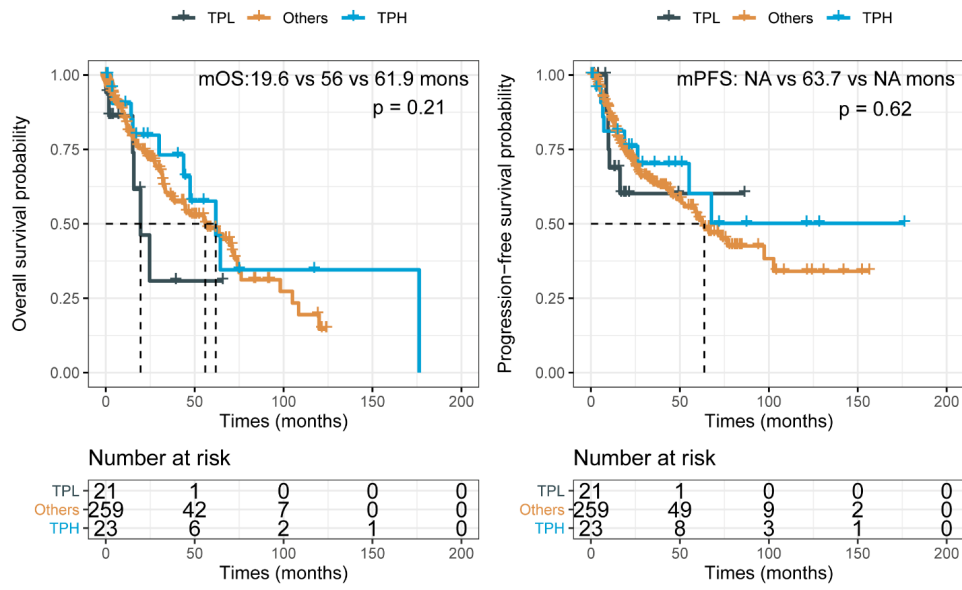 TPL Others TPH
Overall survival probability
1.00
0.75
0.50
0.25
0.00
mOS:19.6 vs 56 vs 61.9 mons
p = 0.21
0 50 100 150 200
Times (months)
Number at risk
TPL 21 1 0 0 0
Others 259 42 7 0 0
TPH 23 6 2 1 0
0 50 100 150 200
Times (months)
TPL Others TPH
Progression-free survival probability
1.00
0.75
0.50
0.25
0.00
mPFS: NA vs 63.7 vs NA mons
p = 0.62
0 50 100 150 200
Times (months)
Number at risk
TPL 21 1 0 0 0
Others 259 49 9 2 0
TPH 23 8 3 1 0
0 50 100 150 200
Times (months)